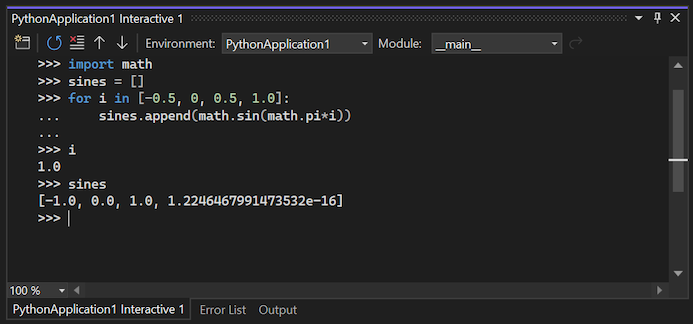 PythonApplication1 Interactive 1
Environment: PythonApplication1 Module: __main__
>>> import math
>>> sines = []
>>> for i in [-0.5, 0, 0.5, 1.0]:
...     sines.append(math.sin(math.pi*i))
...
>>> i
1.0
>>> sines
[-1.0, 0.0, 1.0, 1.2246467991473532e-16]
>>>
100 %
PythonApplication1 Interactive 1 Error List Output